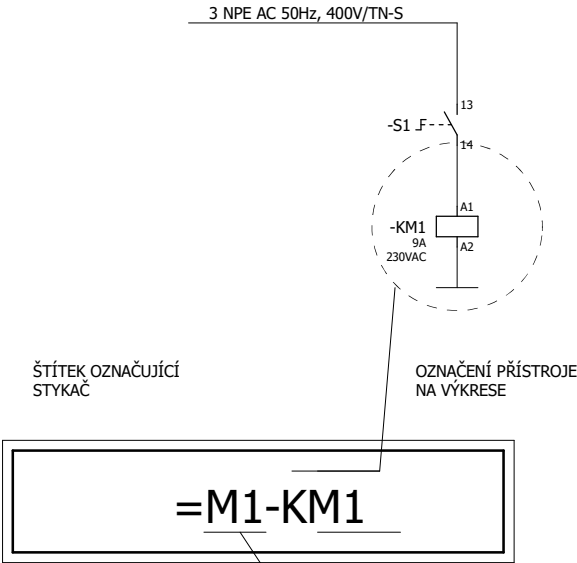 3 NPE AC 50Hz, 400V/TN-S
13
-S1
14
A1
-KM1
9A
A2
230VAC
ŠTÍTEK OZNAČUJÍCÍ
STYKAČ
OZNAČENÍ PŘÍSTROJE
NA VÝKRESE
=M1-KM1